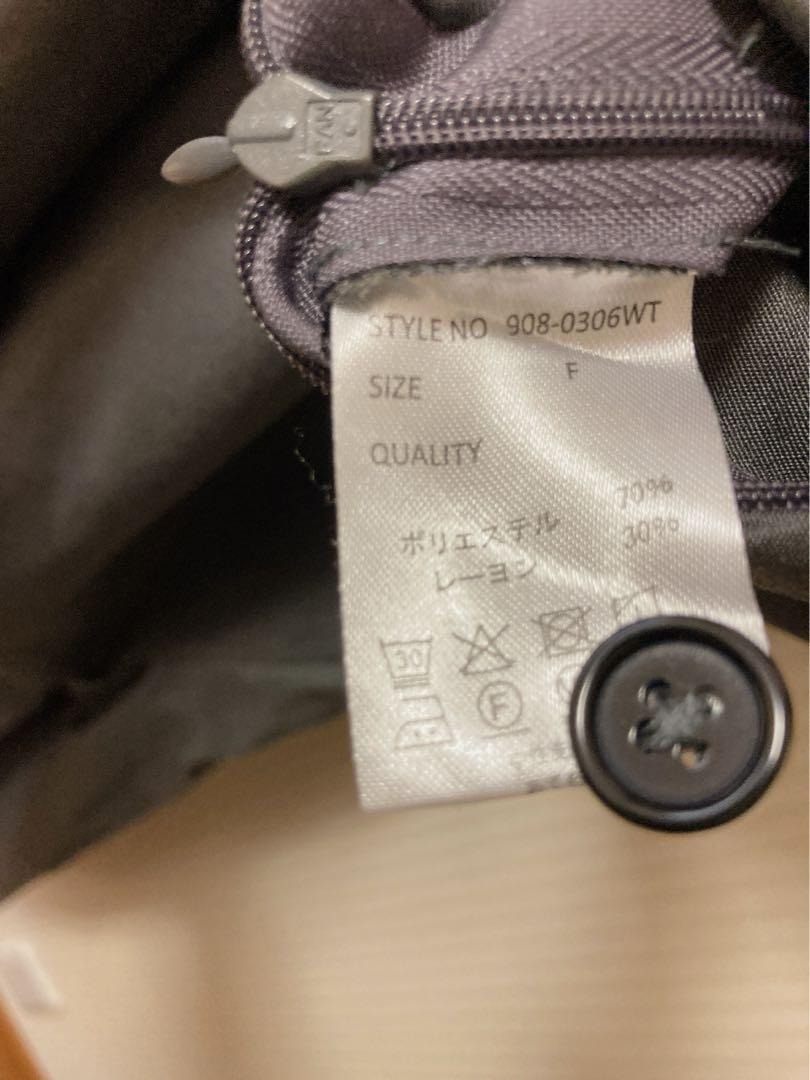 STYLE NO 908-0306WT
SIZE F
QUALITY
ポリエステル 70%
レーヨン 30%
30
F